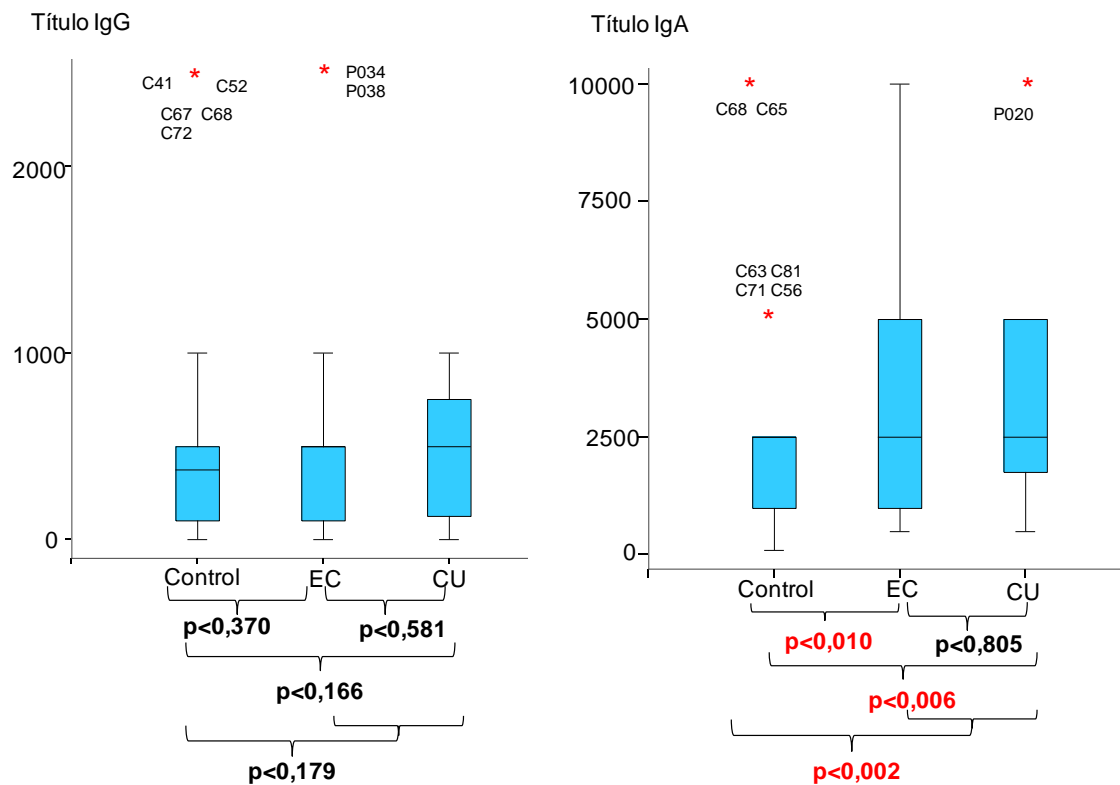 Título IgG
C41 * C52
C67 C68
C72
* P034
P038
2000
1000
0
Control EC CU
p<0,370 p<0,581
p<0,166
p<0,179
Título IgA
10000
* *
C68 C65
P020
7500
C63 C81
C71 C56
*
5000
2500
0
Control EC CU
p<0,010 p<0,805
p<0,006
p<0,002